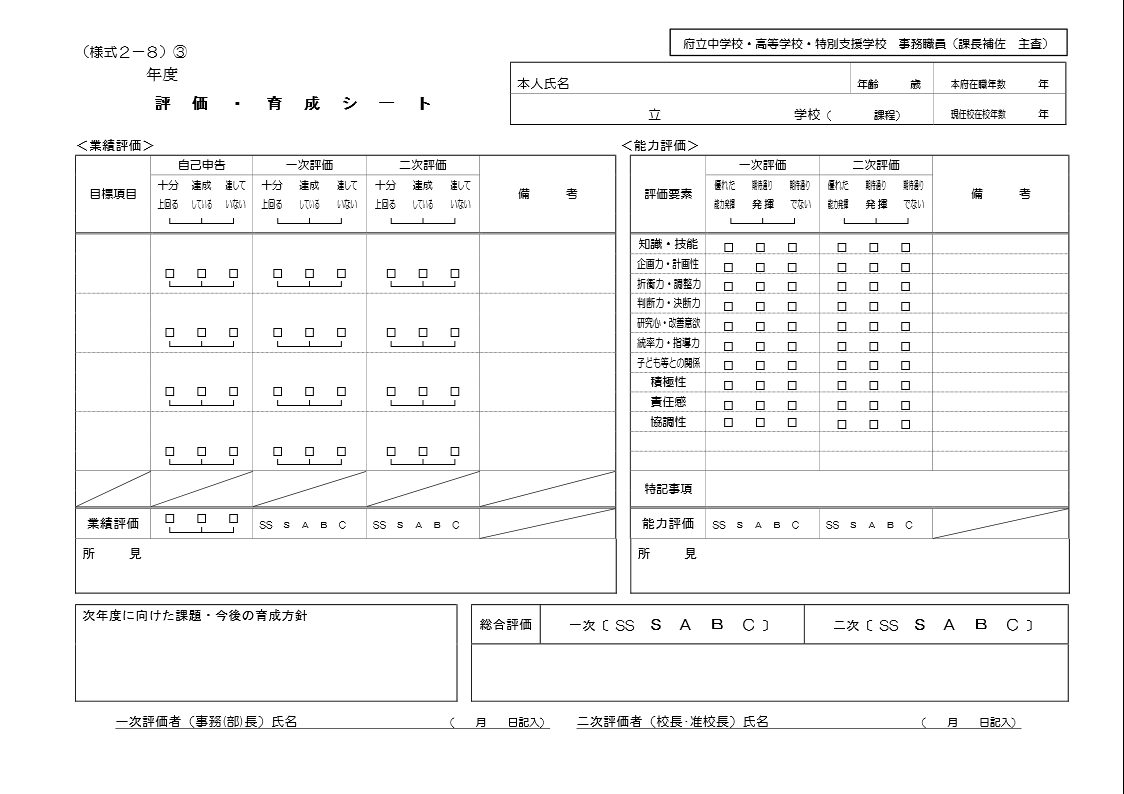 （様式２－８）③
府立中学校・高等学校・特別支援学校　事務職員（課長補佐　主査）
年度
評　価　・　育　成　シ　ー　ト
本人氏名　年齢　歳　本府在職年数　年
立　学校（　課程）　現任校在校年数　年
＜業績評価＞
目標項目　自己申告　一次評価　二次評価　備　考
十分　達成　達して　十分　達成　達して　十分　達成　達して
上回る　している　いない　上回る　している　いない　上回る　している　いない
□　□　□　□　□　□　□　□　□
□　□　□　□　□　□　□　□　□
□　□　□　□　□　□　□　□　□
□　□　□　□　□　□　□　□　□
業績評価　□　□　□　SS　S　A　B　C　SS　S　A　B　C
所　見
＜能力評価＞
評価要素　一次評価　二次評価　備　考
優れた　期待通り　期待通り　優れた　期待通り　期待通り
能力発揮　発揮　でない　能力発揮　発揮　でない
知識・技能　□　□　□　□　□　□
企画力・計画性　□　□　□　□　□　□
折衝力・調整力　□　□　□　□　□　□
判断力・決断力　□　□　□　□　□　□
研究心・改善意欲　□　□　□　□　□　□
統率力・指導力　□　□　□　□　□　□
子ども等との関係　□　□　□　□　□　□
積極性　□　□　□　□　□　□
責任感　□　□　□　□　□　□
協調性　□　□　□　□　□　□
特記事項
能力評価　SS　S　A　B　C　SS　S　A　B　C
所　見
次年度に向けた課題・今後の育成方針
総合評価　一次〔 SS　S　A　B　C 〕　二次〔 SS　S　A　B　C 〕
一次評価者（事務(部)長）氏名　（　月　日記入）　二次評価者（校長･准校長）氏名　（　月　日記入）